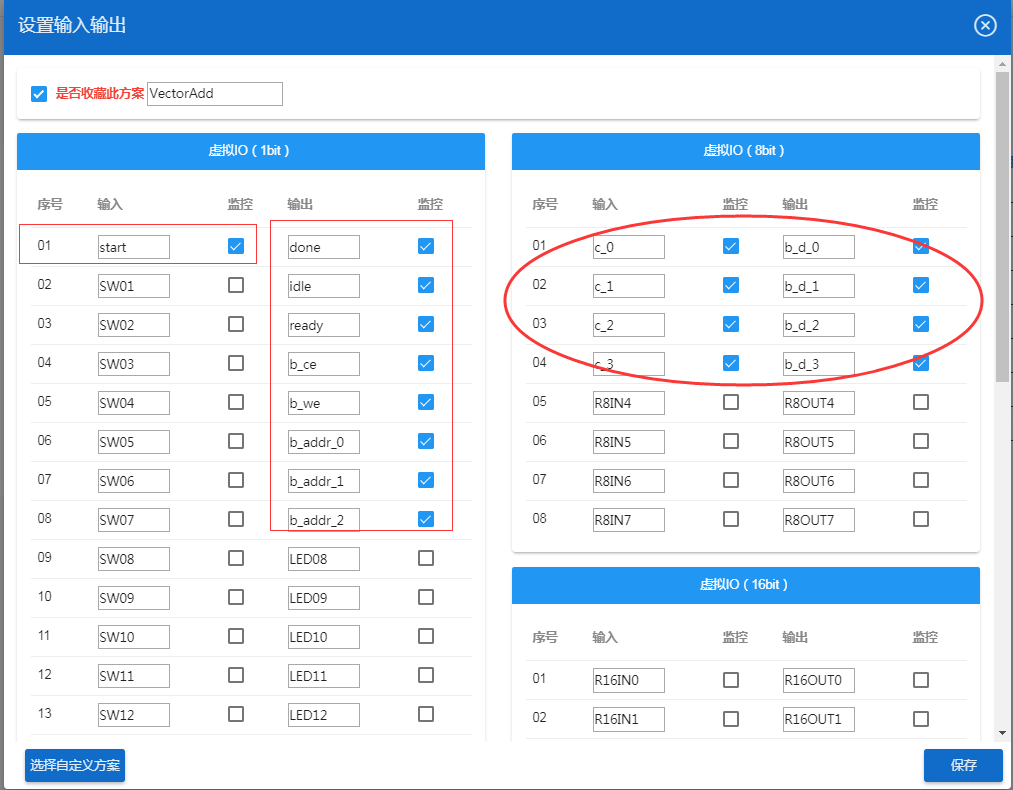 设置输入输出
是否收藏此方案 VectorAdd
虚拟IO（1bit）
序号 输入 监控 输出 监控
01 start done
02 SW01 idle
03 SW02 ready
04 SW03 b_ce
05 SW04 b_we
06 SW05 b_addr_0
07 SW06 b_addr_1
08 SW07 b_addr_2
09 SW08 LED08
10 SW09 LED09
11 SW10 LED10
12 SW11 LED11
13 SW12 LED12
虚拟IO（8bit）
序号 输入 监控 输出 监控
01 c_0 b_d_0
02 c_1 b_d_1
03 c_2 b_d_2
04 c_3 b_d_3
05 R8IN4 R8OUT4
06 R8IN5 R8OUT5
07 R8IN6 R8OUT6
08 R8IN7 R8OUT7
虚拟IO（16bit）
序号 输入 监控 输出 监控
01 R16IN0 R16OUT0
02 R16IN1 R16OUT1
选择自定义方案 保存